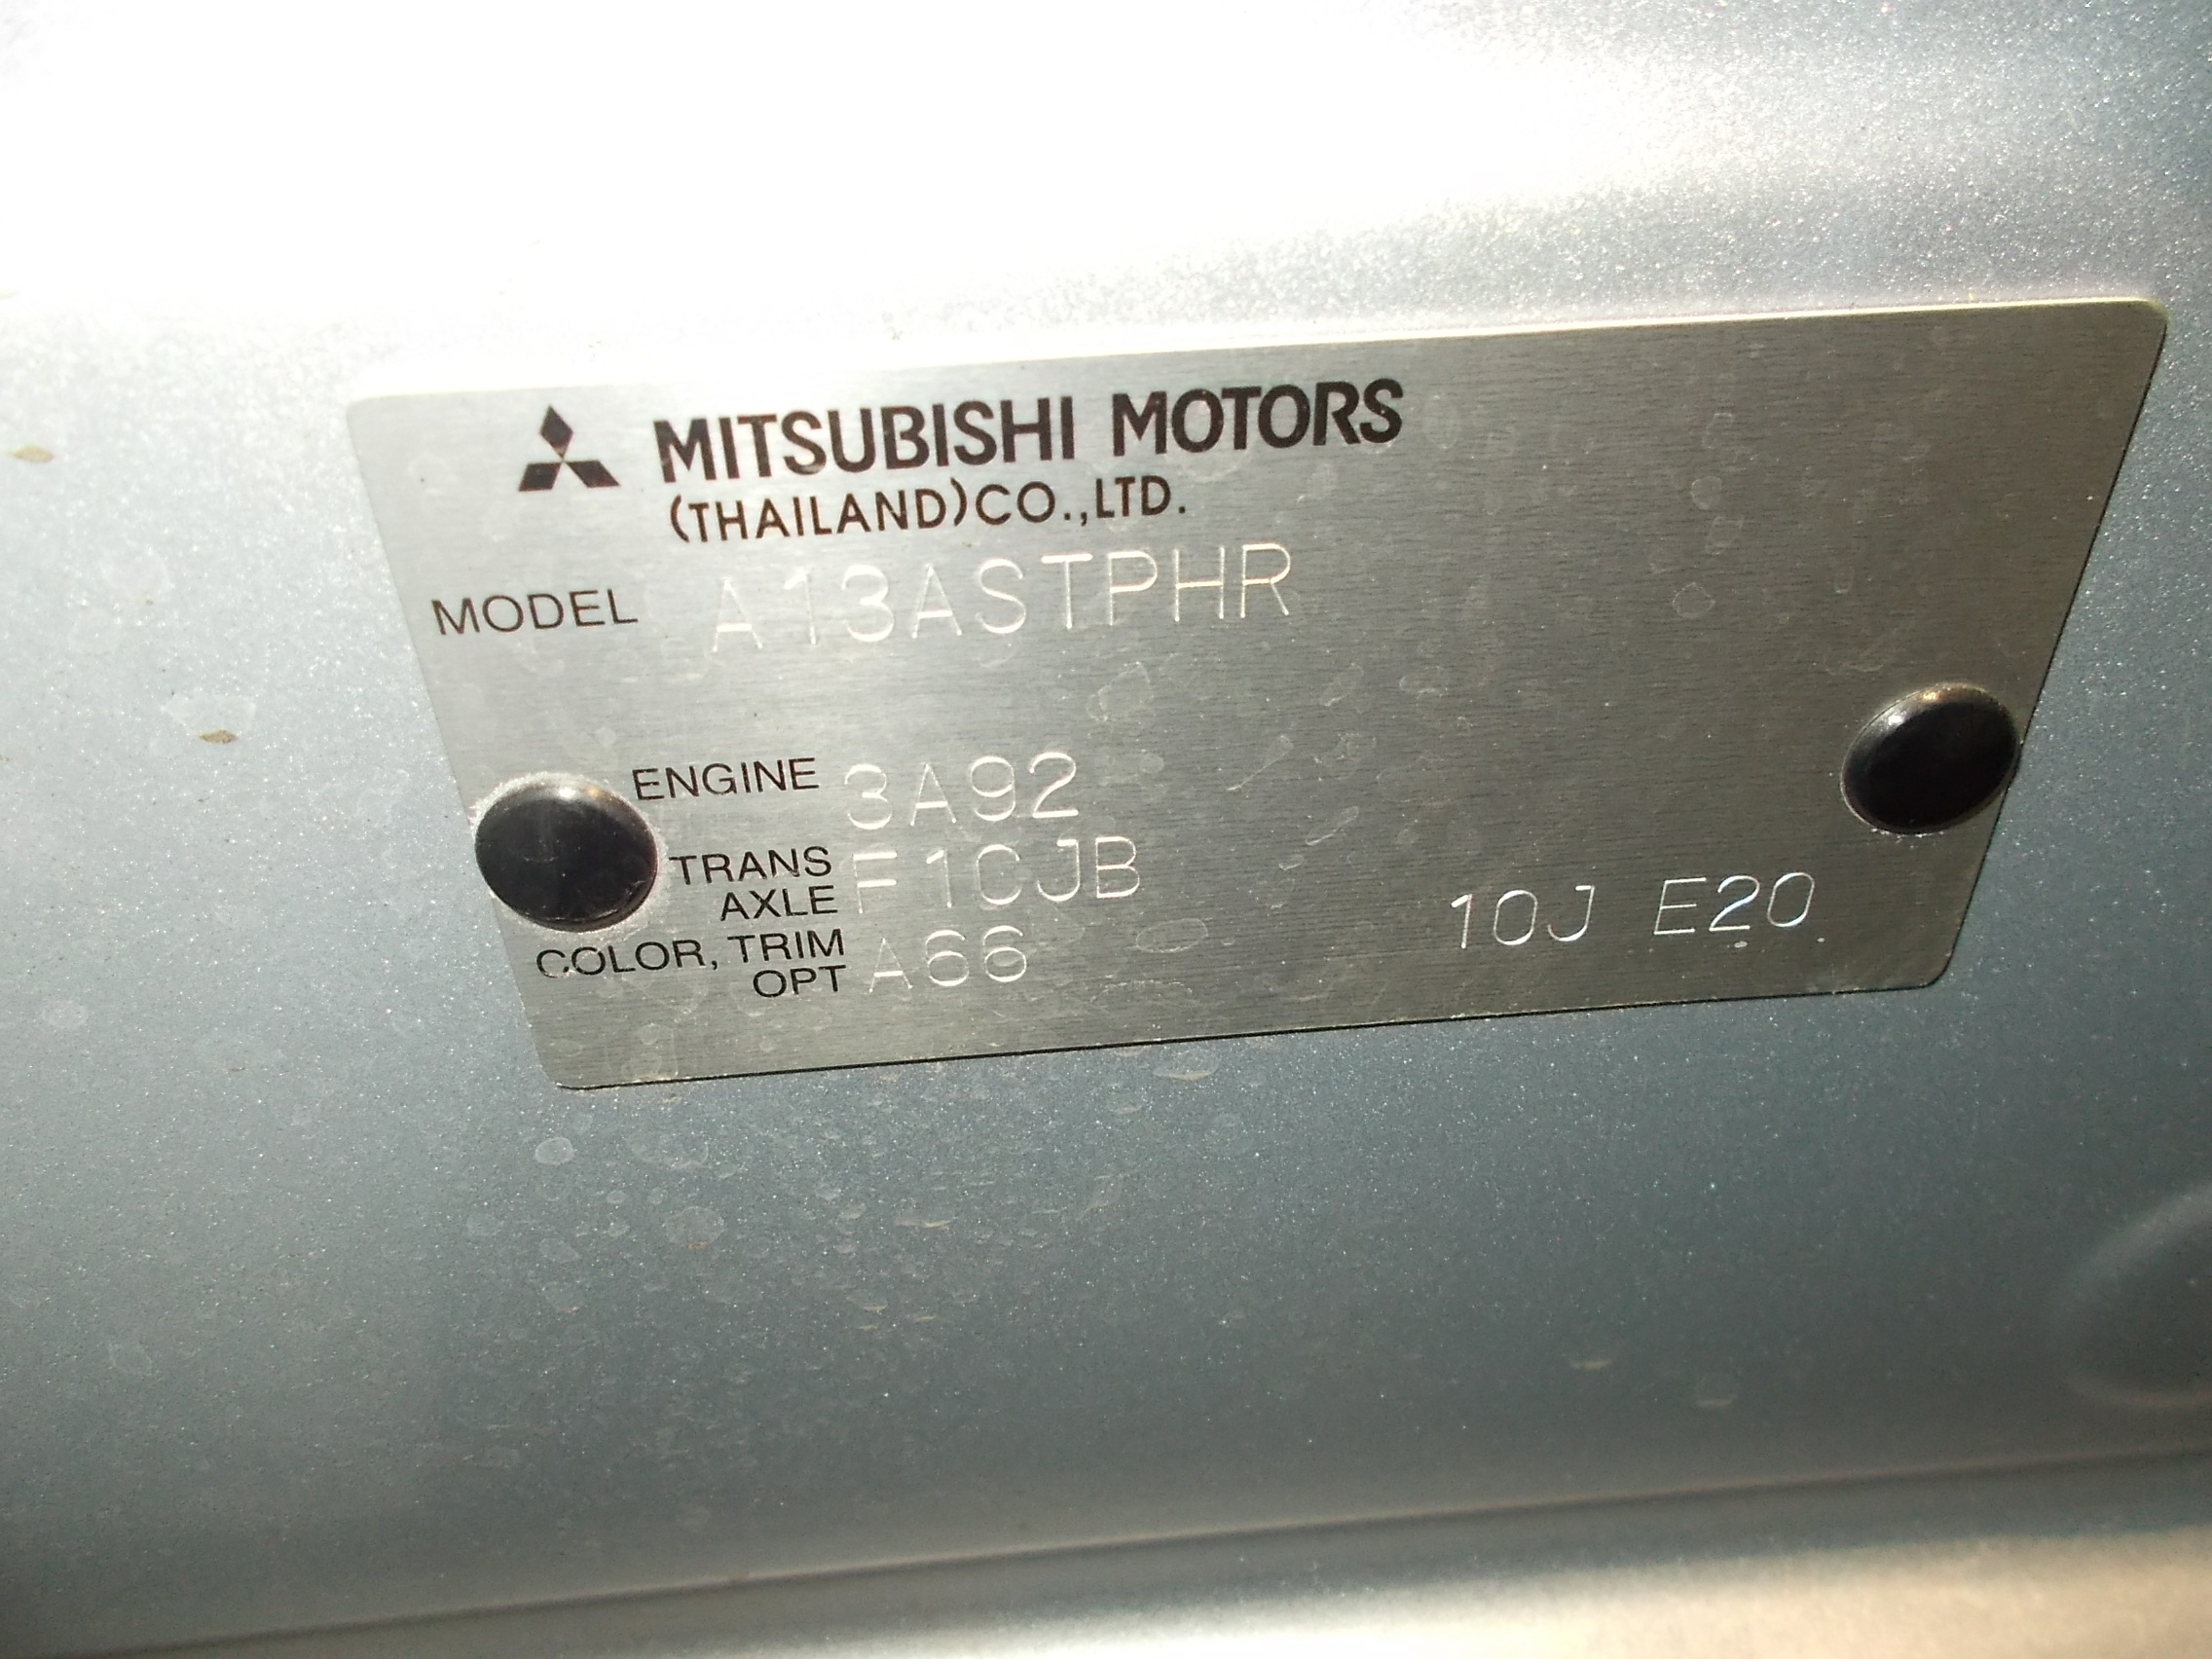 MITSUBISHI MOTORS
(THAILAND)CO.,LTD.
MODEL A13ASTPHR
ENGINE 3A92
TRANS
AXLE F1CJB
COLOR, TRIM
OPT A66
10J E20